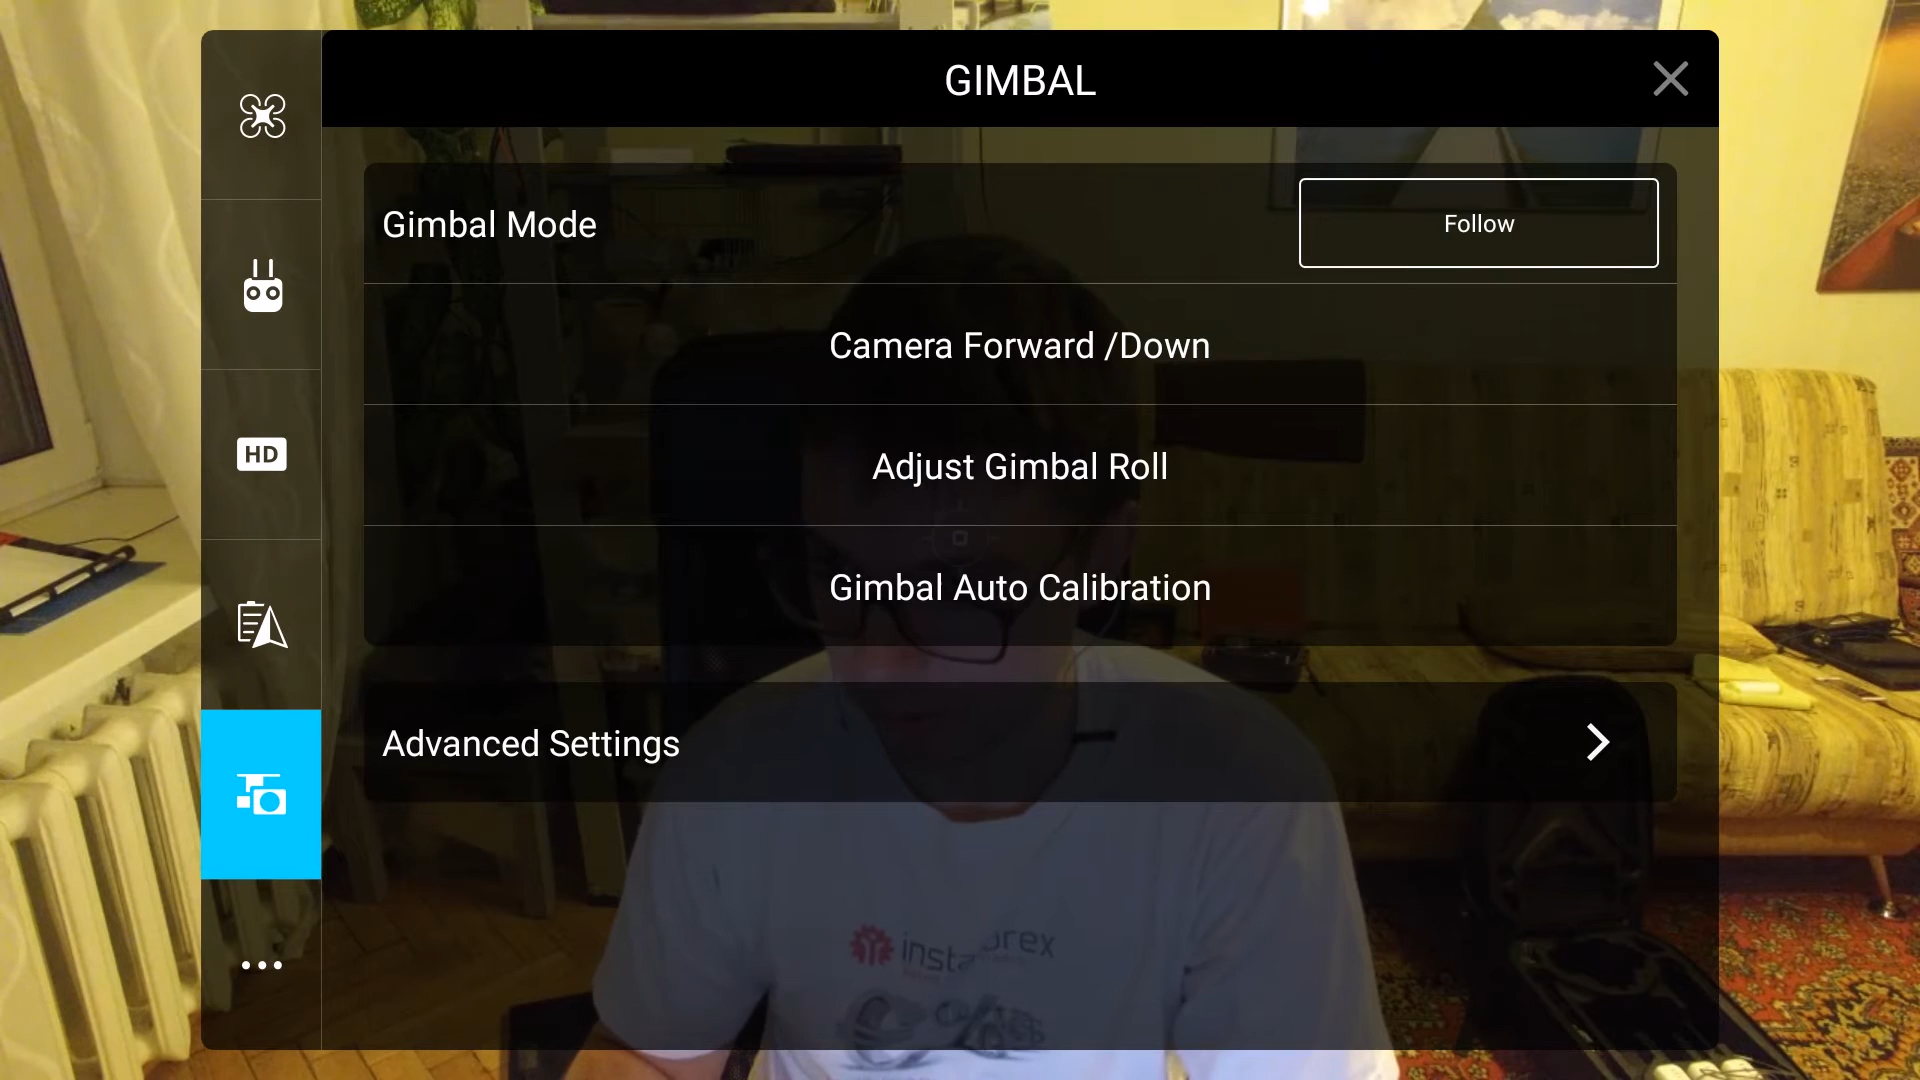 GIMBAL
Gimbal Mode
Follow
Camera Forward /Down
Adjust Gimbal Roll
HD
Gimbal Auto Calibration
Advanced Settings